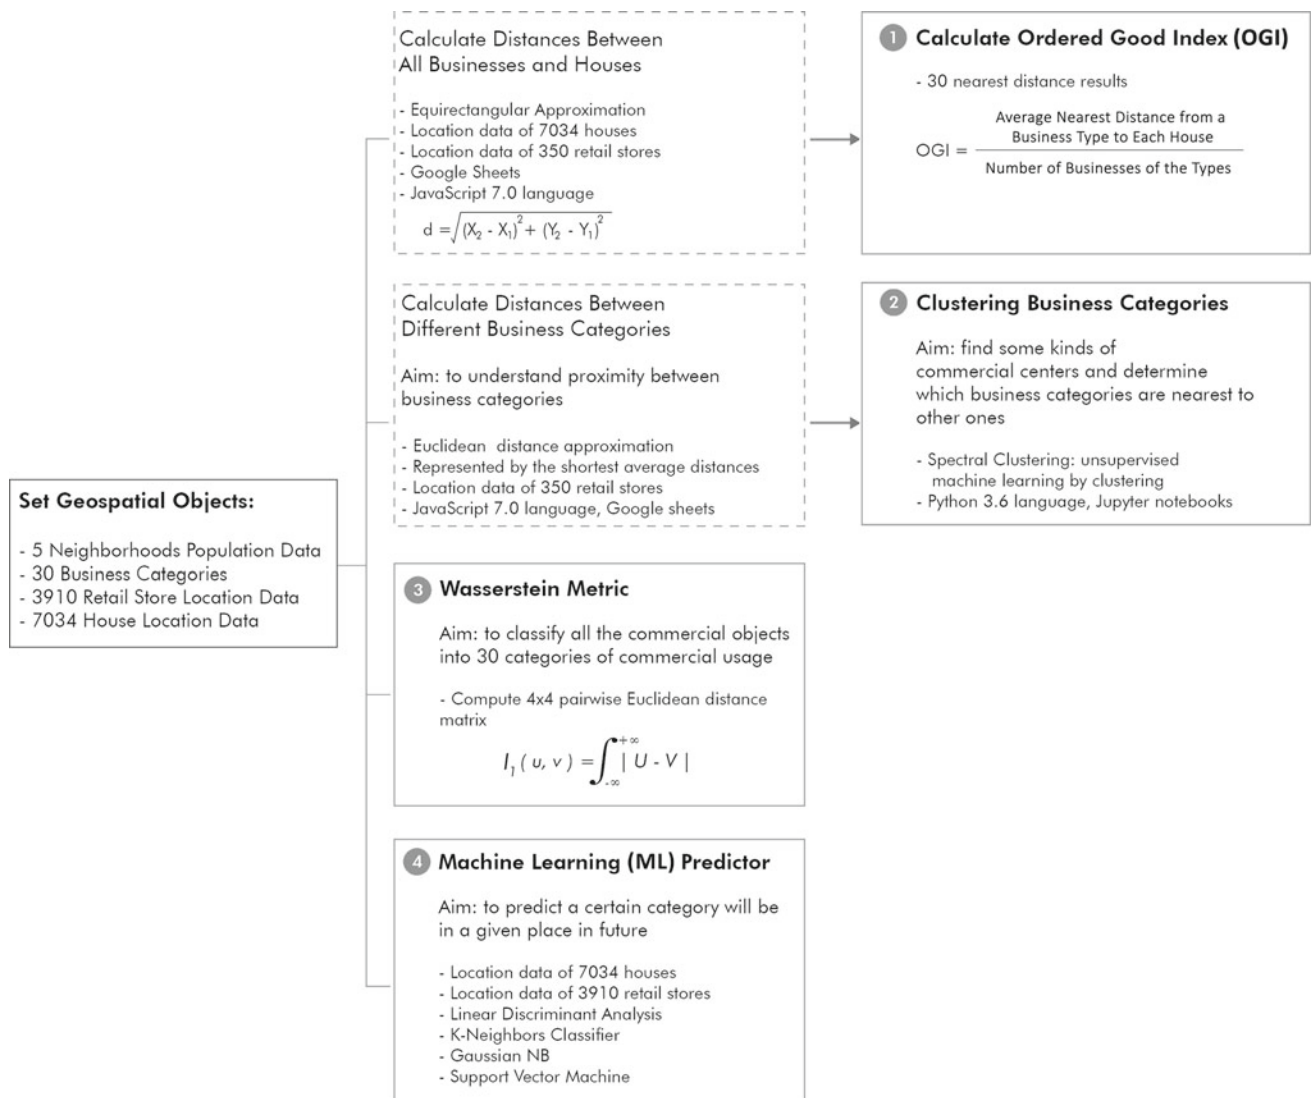 Set Geospatial Objects:
- 5 Neighborhoods Population Data
- 30 Business Categories
- 3910 Retail Store Location Data
- 7034 House Location Data
Calculate Distances Between
All Businesses and Houses
- Equirectangular Approximation
- Location data of 7034 houses
- Location data of 350 retail stores
- Google Sheets
- JavaScript 7.0 language
d = √(X₂ - X₁)² + (Y₂ - Y₁)²
1 Calculate Ordered Good Index (OGI)
- 30 nearest distance results
Average Nearest Distance from a
Business Type to Each House
OGI =
Number of Businesses of the Types
Calculate Distances Between
Different Business Categories
Aim: to understand proximity between
business categories
- Euclidean distance approximation
- Represented by the shortest average distances
- Location data of 350 retail stores
- JavaScript 7.0 language, Google sheets
2 Clustering Business Categories
Aim: find some kinds of
commercial centers and determine
which business categories are nearest to
other ones
- Spectral Clustering: unsupervised
machine learning by clustering
- Python 3.6 language, Jupyter notebooks
3 Wasserstein Metric
Aim: to classify all the commercial objects
into 30 categories of commercial usage
- Compute 4x4 pairwise Euclidean distance
matrix
l₁ ( u, v ) = ∫ +∞ -∞ | U - V |
4 Machine Learning (ML) Predictor
Aim: to predict a certain category will be
in a given place in future
- Location data of 7034 houses
- Location data of 3910 retail stores
- Linear Discriminant Analysis
- K-Neighbors Classifier
- Gaussian NB
- Support Vector Machine